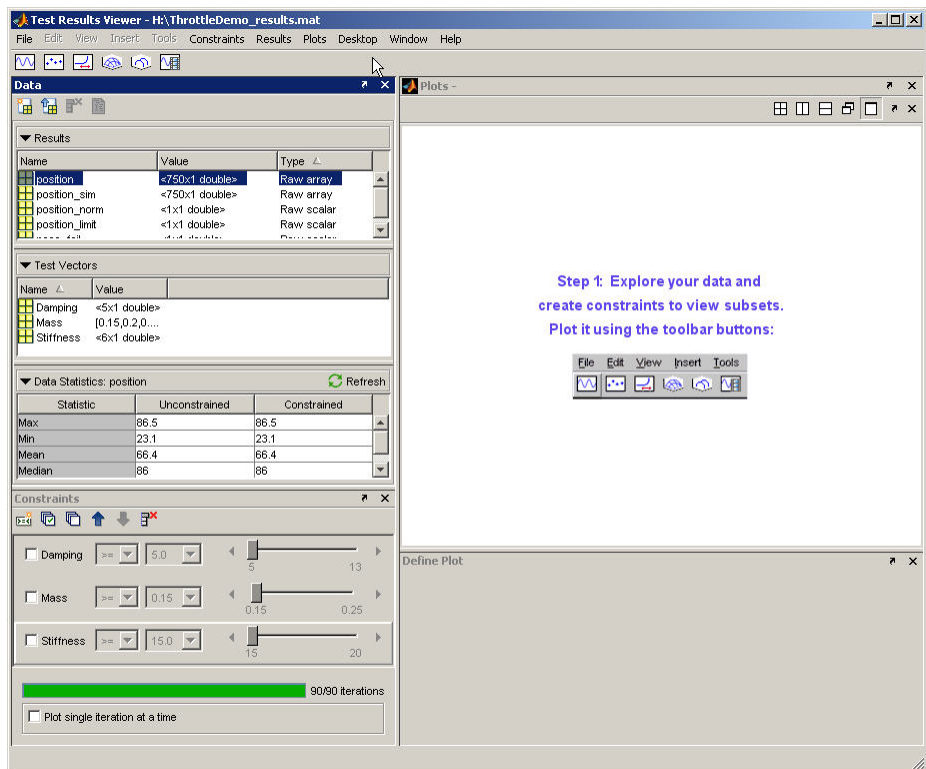 Test Results Viewer - H:\ThrottleDemo_results.mat
File Edit View Insert Tools Constraints Results Plots Desktop Window Help
Data
Results
Name Value Type
position <750x1 double> Raw array
position_sim <750x1 double> Raw array
position_norm <1x1 double> Raw scalar
position_limit <1x1 double> Raw scalar
Test Vectors
Name Value
Damping <5x1 double>
Mass [0.15,0.2,0....
Stiffness <6x1 double>
Data Statistics: position Refresh
Statistic Unconstrained Constrained
Max 86.5 86.5
Min 23.1 23.1
Mean 66.4 66.4
Median 86 86
Constraints
Damping >= 5.0
5 13
Mass >= 0.15
0.15 0.25
Stiffness >= 15.0
15 20
90/90 iterations
Plot single iteration at a time
Plots -
Step 1: Explore your data and
create constraints to view subsets.
Plot it using the toolbar buttons:
File Edit View Insert Tools
Define Plot